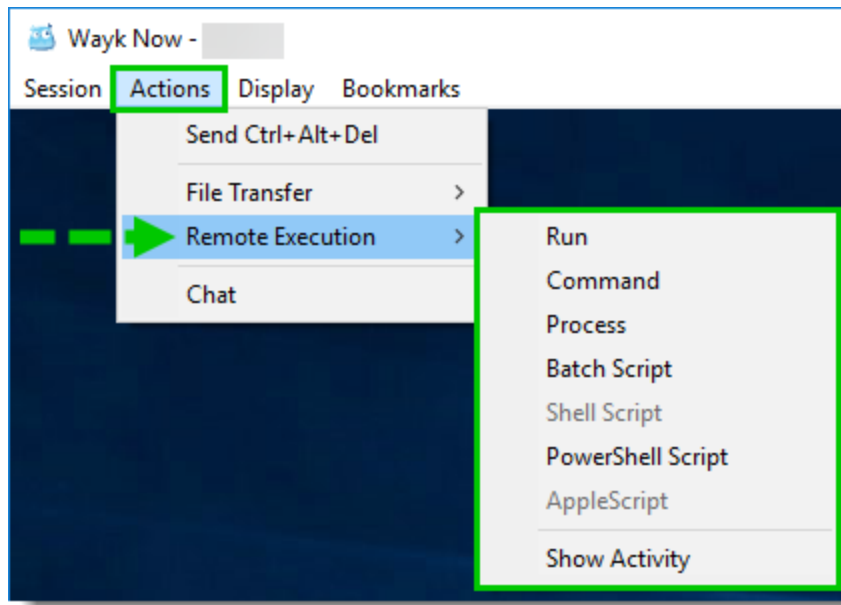 Wayk Now -
Session Actions Display Bookmarks
Send Ctrl+Alt+Del
File Transfer
Remote Execution
Chat
Run
Command
Process
Batch Script
Shell Script
PowerShell Script
AppleScript
Show Activity